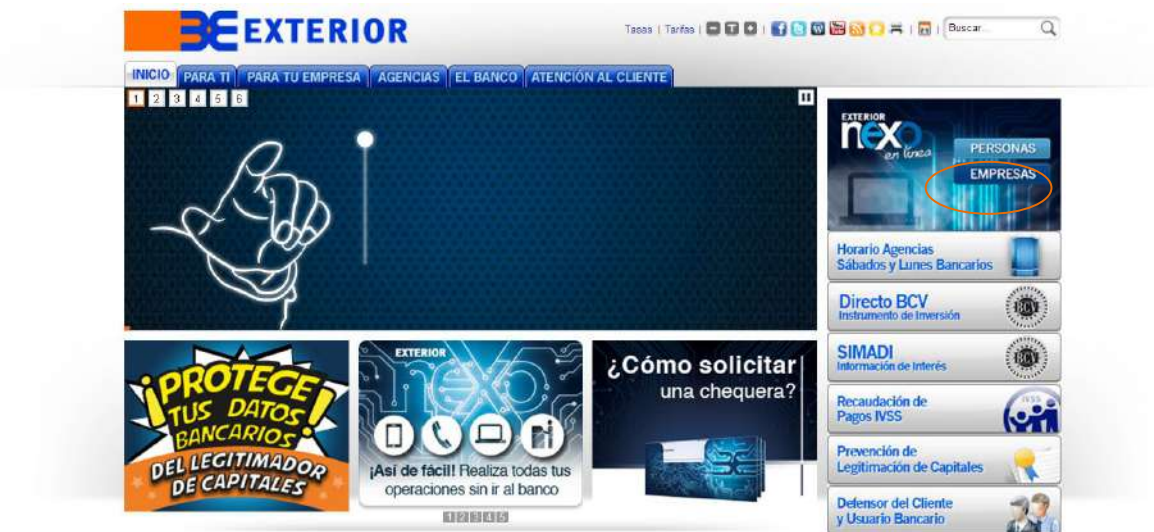 EXTERIOR
Tasas | Tarifas
T
Buscar...
INICIO
PARA TI
PARA TU EMPRESA
AGENCIAS
EL BANCO
ATENCIÓN AL CLIENTE
1 2 3 4 5 6
EXTERIOR
nexo
en línea
PERSONAS
EMPRESAS
Horario Agencias
Sábados y Lunes Bancarios
Directo BCV
Instrumento de Inversión
BCV
SIMADI
Información de Interés
BCV
Recaudación de
Pagos IVSS
IVSS
Prevención de
Legitimación de Capitales
Defensor del Cliente
y Usuario Bancario
¡PROTEGE
TUS DATOS
BANCARIOS
DEL LEGITIMADOR
DE CAPITALES
EXTERIOR
nexo
¡Así de fácil! Realiza todas tus
operaciones sin ir al banco
1 2 3 4 5
¿Cómo solicitar
una chequera?